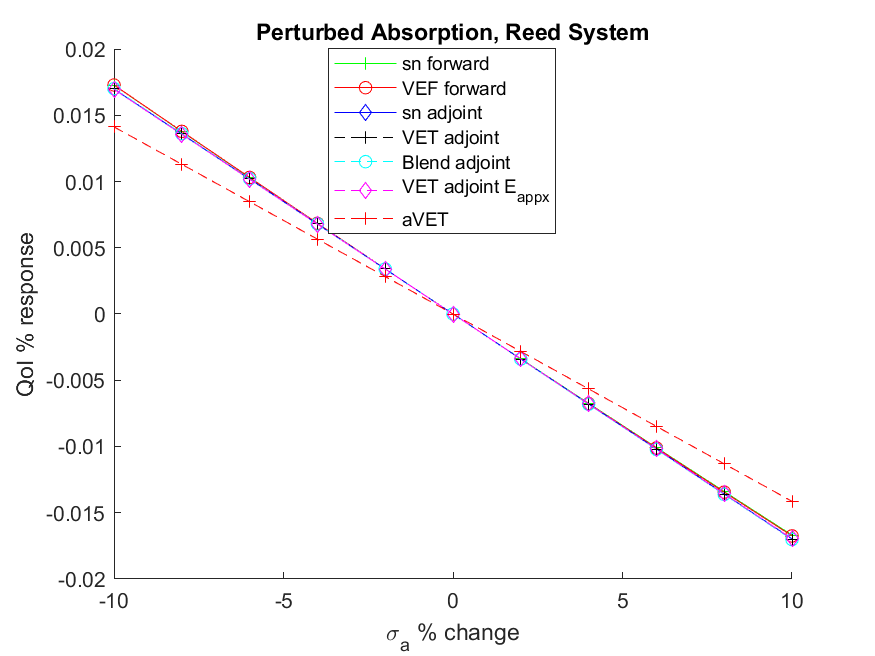 Perturbed Absorption, Reed System
sn forward
VEF forward
sn adjoint
VET adjoint
Blend adjoint
VET adjoint E_appx
aVET
0.02
0.015
0.01
0.005
0
-0.005
-0.01
-0.015
-0.02
QoI % response
-10
-5
0
5
10
σ_a % change